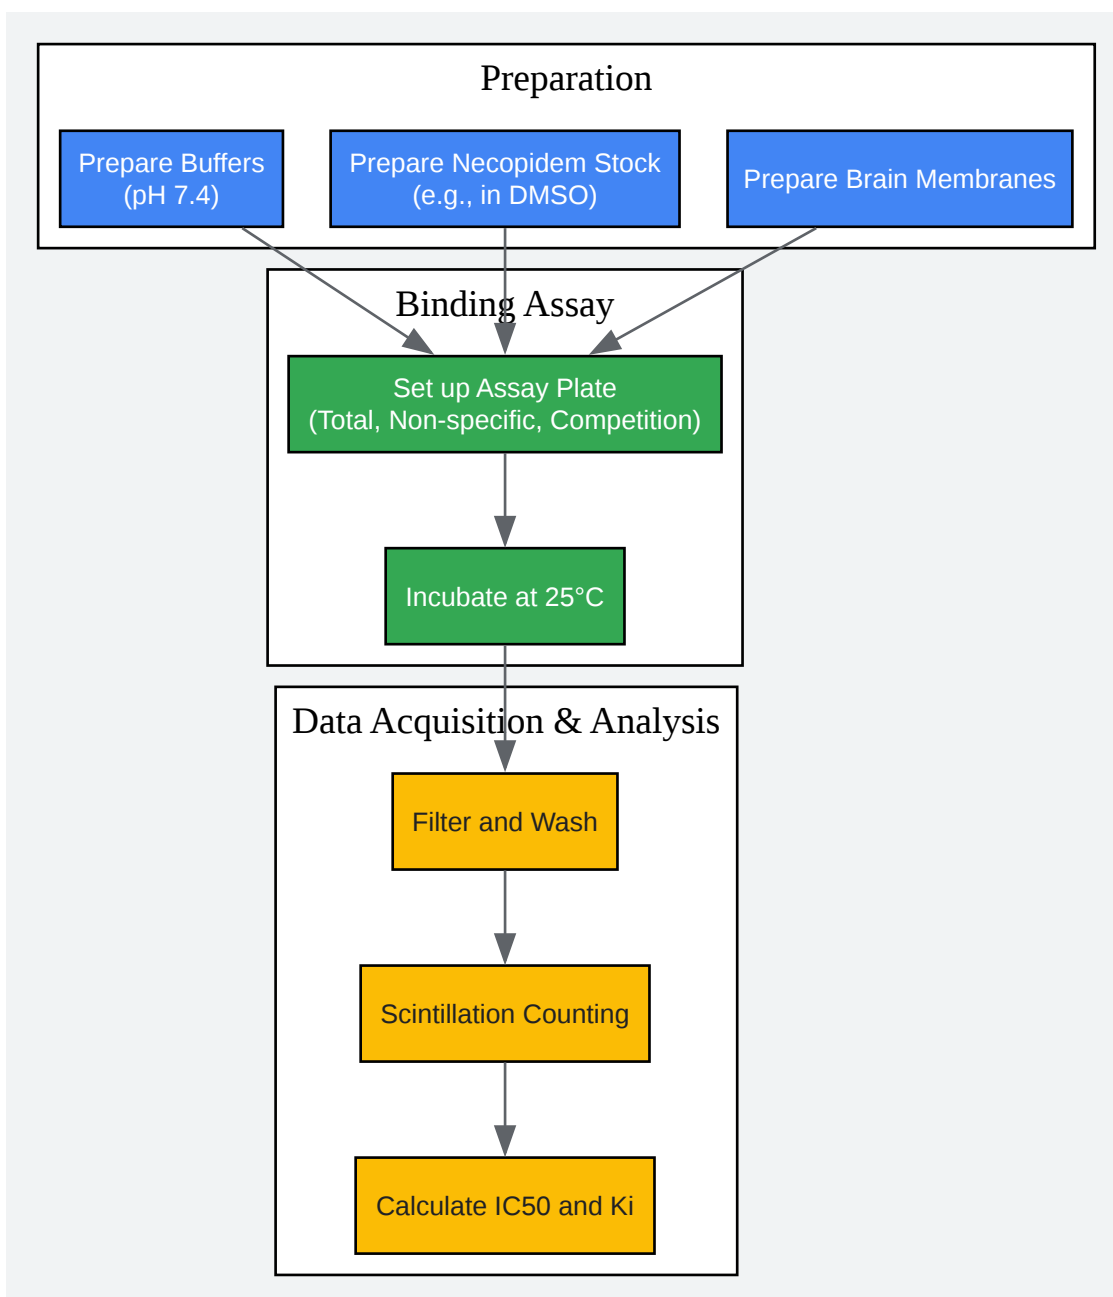 Preparation
Prepare Buffers
(pH 7.4)
Prepare Necopidem Stock
(e.g., in DMSO)
Prepare Brain Membranes
Binding Assay
Set up Assay Plate
(Total, Non-specific, Competition)
Incubate at 25°C
Data Acquisition & Analysis
Filter and Wash
Scintillation Counting
Calculate IC50 and Ki